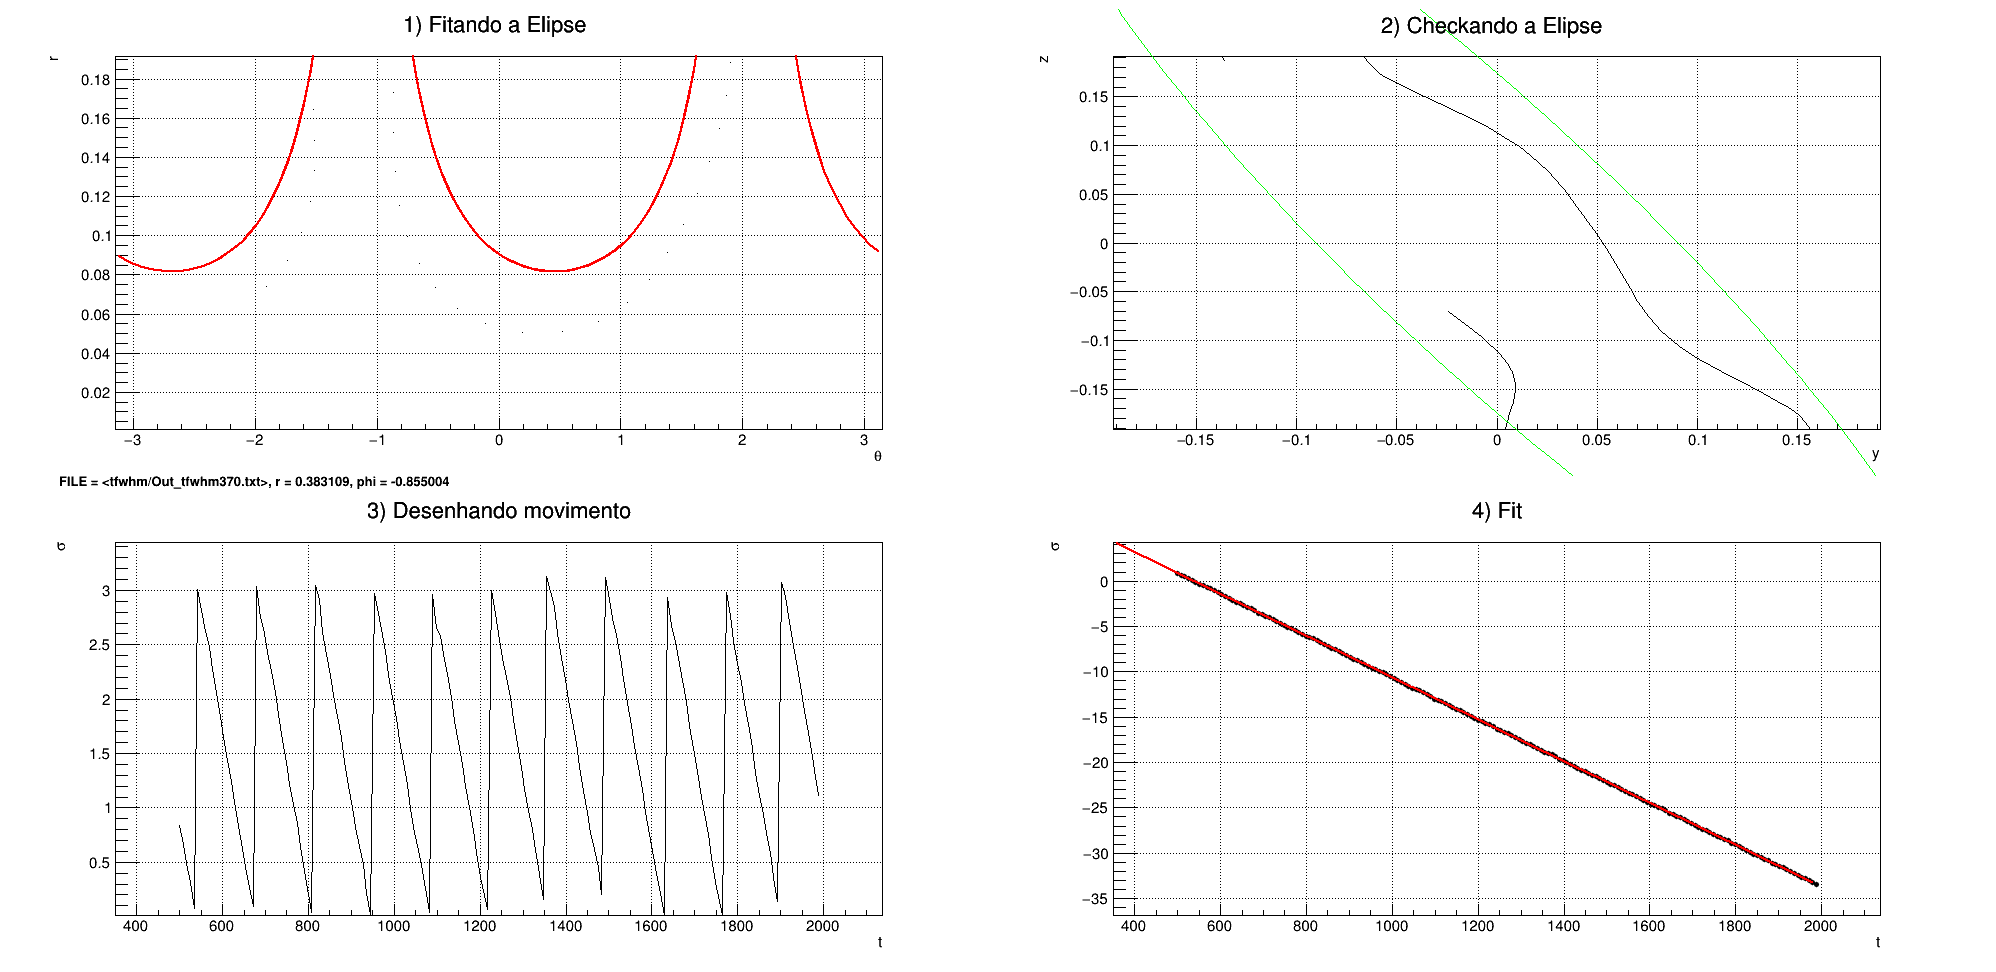 1) Fitando a Elipse
r
0.18
0.16
0.14
0.12
0.1
0.08
0.06
0.04
0.02
−3 −2 −1 0 1 2 3
θ
2) Checkando a Elipse
z
0.15
0.1
0.05
0
−0.05
−0.1
−0.15
−0.15 −0.1 −0.05 0 0.05 0.1 0.15
y
FILE = <tfwhm/Out_tfwhm370.txt>, r = 0.383109, phi = -0.855004
3) Desenhando movimento
σ
3
2.5
2
1.5
1
0.5
400 600 800 1000 1200 1400 1600 1800 2000
t
4) Fit
σ
0
−5
−10
−15
−20
−25
−30
−35
400 600 800 1000 1200 1400 1600 1800 2000
t